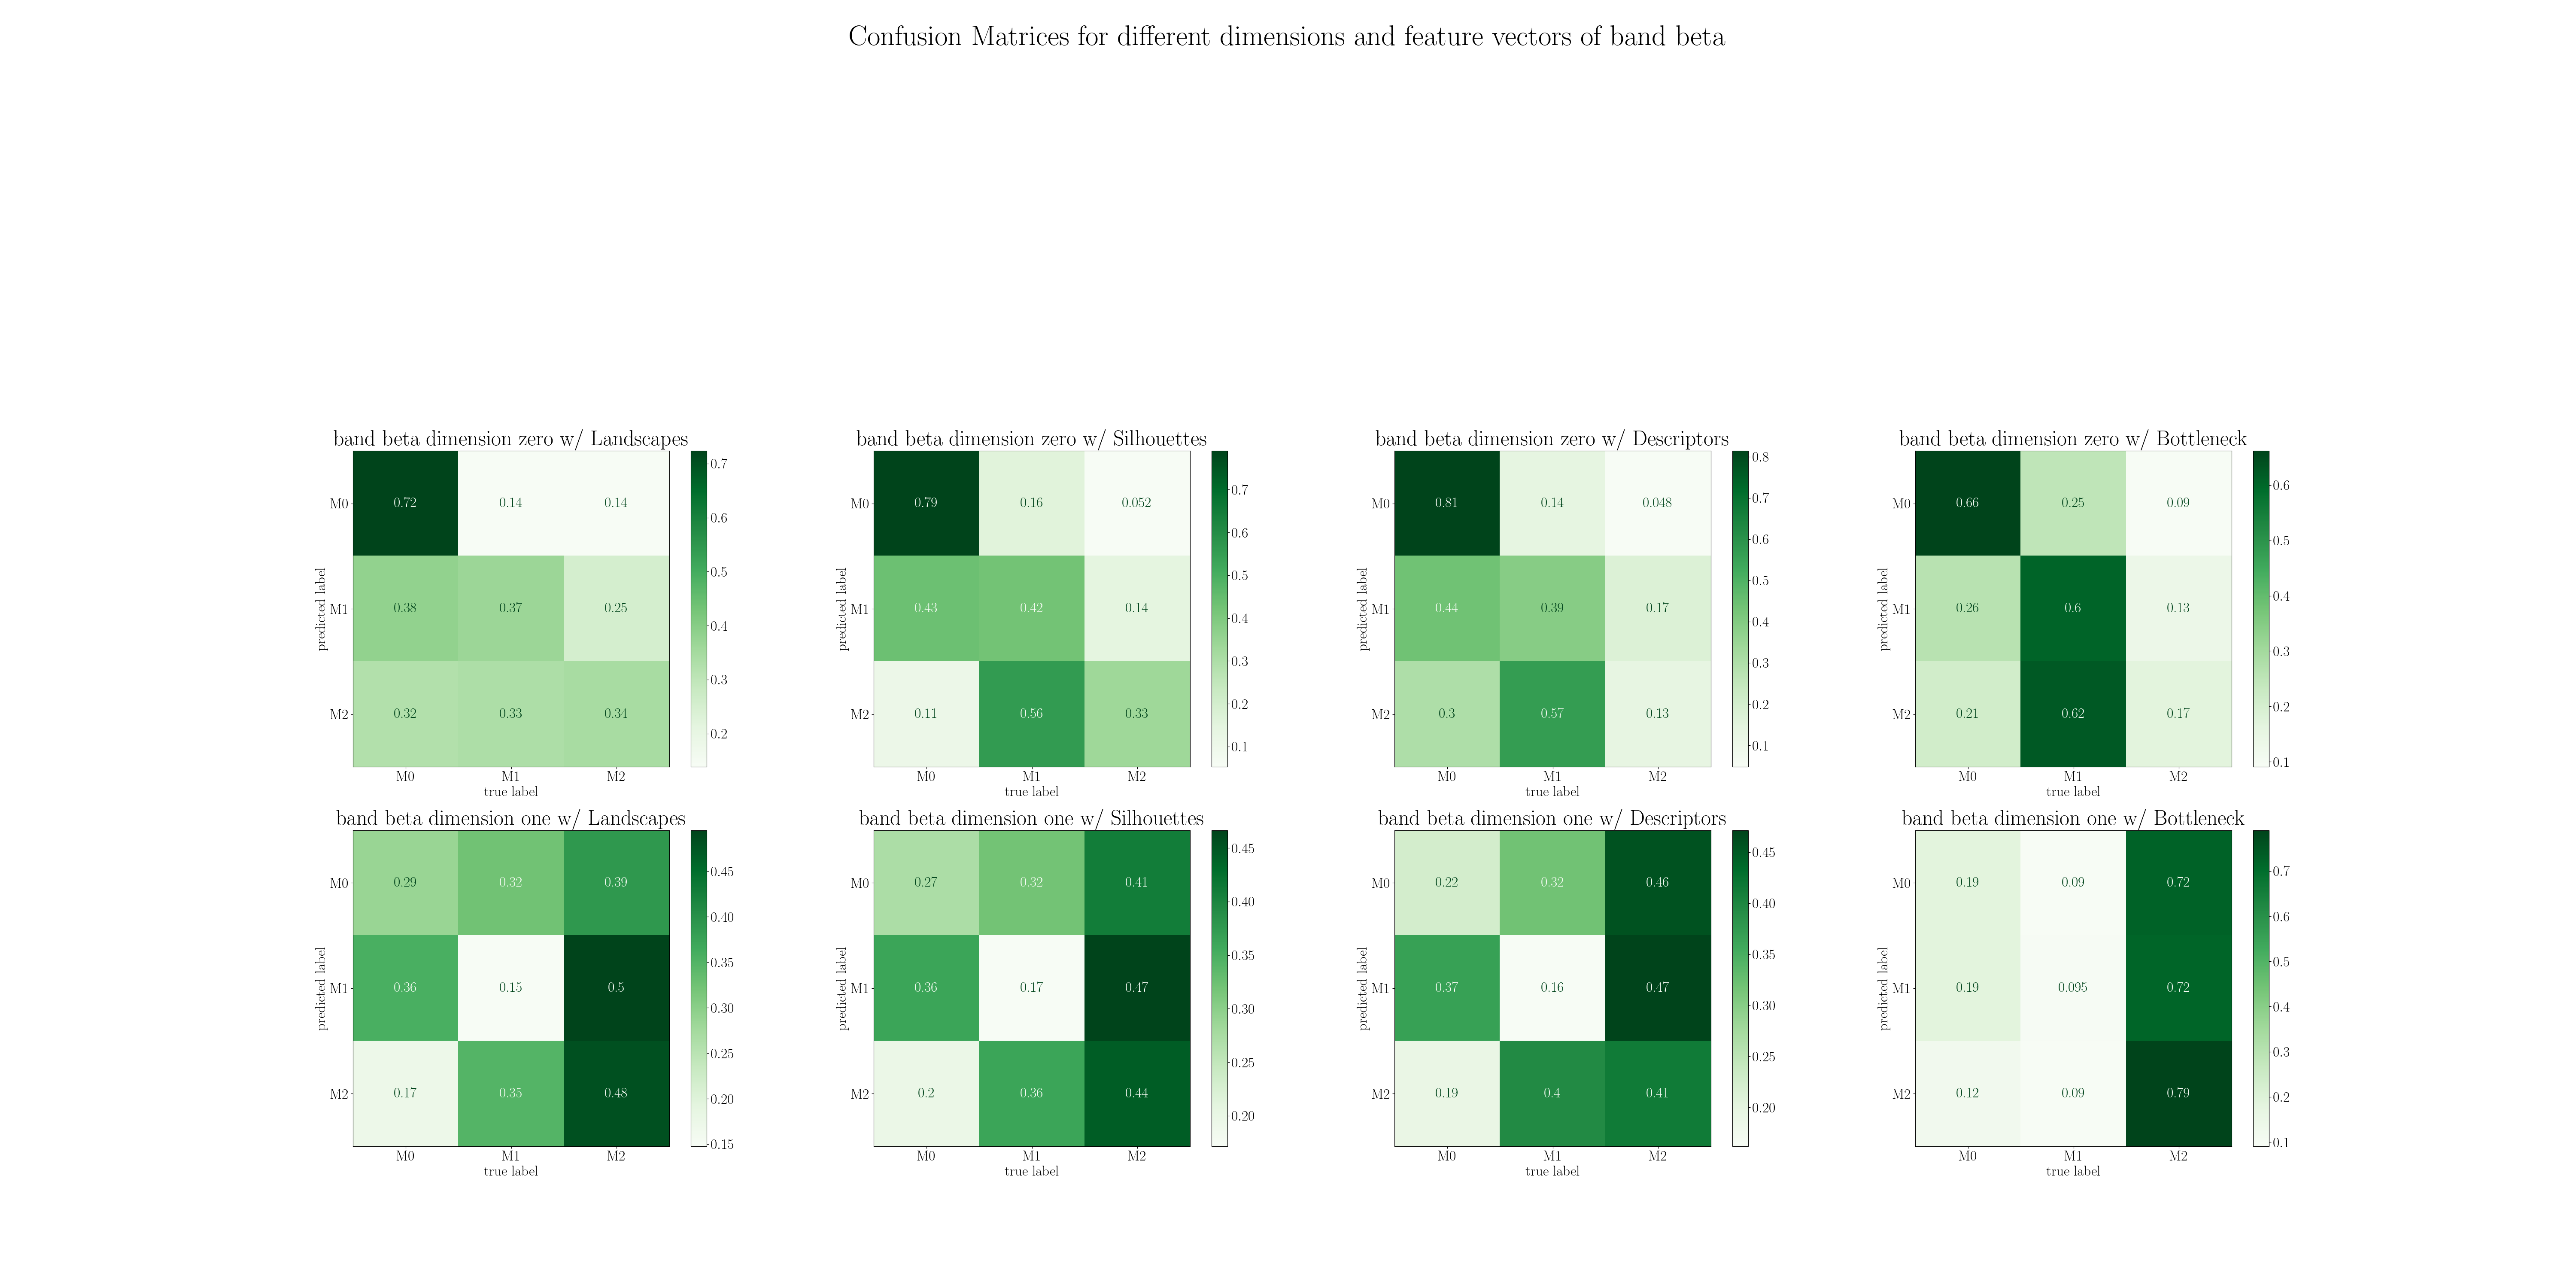 Confusion Matrices for different dimensions and feature vectors of band beta
band beta dimension zero w/ Landscapes
predicted label
M0
M1
M2
0.72 0.14 0.14
0.38 0.37 0.25
0.32 0.33 0.34
M0 M1 M2
true label
0.7
0.6
0.5
0.4
0.3
0.2
band beta dimension zero w/ Silhouettes
predicted label
M0
M1
M2
0.79 0.16 0.052
0.43 0.42 0.14
0.11 0.56 0.33
M0 M1 M2
true label
0.7
0.6
0.5
0.4
0.3
0.2
0.1
band beta dimension zero w/ Descriptors
predicted label
M0
M1
M2
0.81 0.14 0.048
0.44 0.39 0.17
0.3 0.57 0.13
M0 M1 M2
true label
0.8
0.7
0.6
0.5
0.4
0.3
0.2
0.1
band beta dimension zero w/ Bottleneck
predicted label
M0
M1
M2
0.66 0.25 0.09
0.26 0.6 0.13
0.21 0.62 0.17
M0 M1 M2
true label
0.6
0.5
0.4
0.3
0.2
0.1
band beta dimension one w/ Landscapes
predicted label
M0
M1
M2
0.29 0.32 0.39
0.36 0.15 0.5
0.17 0.35 0.48
M0 M1 M2
true label
0.45
0.40
0.35
0.30
0.25
0.20
0.15
band beta dimension one w/ Silhouettes
predicted label
M0
M1
M2
0.27 0.32 0.41
0.36 0.17 0.47
0.2 0.36 0.44
M0 M1 M2
true label
0.45
0.40
0.35
0.30
0.25
0.20
band beta dimension one w/ Descriptors
predicted label
M0
M1
M2
0.22 0.32 0.46
0.37 0.16 0.47
0.19 0.4 0.41
M0 M1 M2
true label
0.45
0.40
0.35
0.30
0.25
0.20
band beta dimension one w/ Bottleneck
predicted label
M0
M1
M2
0.19 0.09 0.72
0.19 0.095 0.72
0.12 0.09 0.79
M0 M1 M2
true label
0.7
0.6
0.5
0.4
0.3
0.2
0.1